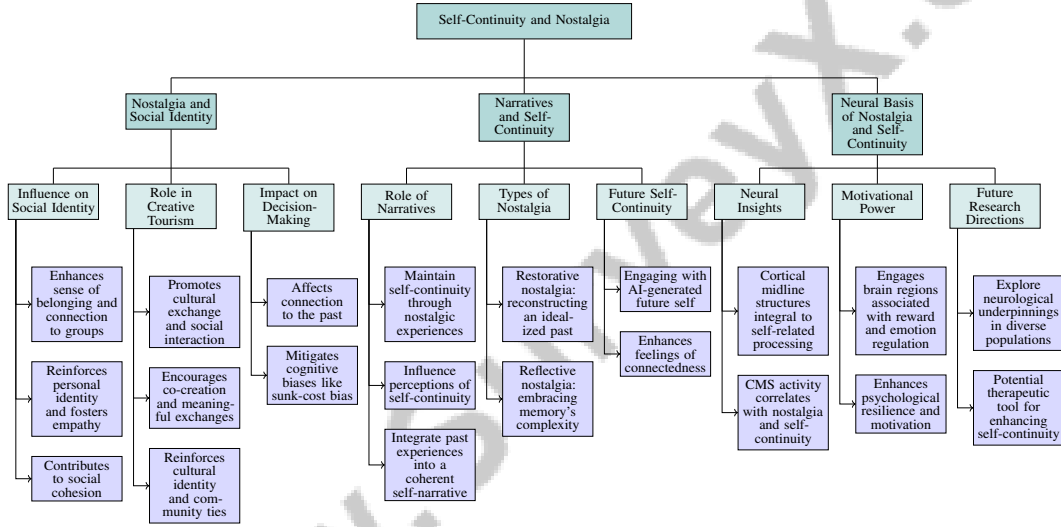 Self-Continuity and Nostalgia
Nostalgia and
Social Identity
Narratives
and Self-
Continuity
Neural Basis
of Nostalgia
and Self-
Continuity
Influence on
Social Identity
Role in
Creative
Tourism
Impact on
Decision-
Making
Role of
Narratives
Types of
Nostalgia
Future Self-
Continuity
Neural
Insights
Motivational
Power
Future
Research
Directions
Enhances
sense of
belonging and
connection
to groups
Reinforces
personal
identity
and fosters
empathy
Contributes
to social
cohesion
Promotes
cultural
exchange
and social
interaction
Encourages
co-creation
and meaning-
ful exchanges
Reinforces
cultural
identity
and com-
munity ties
Affects
connection
to the past
Mitigates
cognitive
biases like
sunk-cost bias
Maintain
self-continuity
through
nostalgic
experiences
Influence
perceptions of
self-continuity
Integrate past
experiences
into a
coherent
self-narrative
Restorative
nostalgia:
reconstructing
an ideal-
ized past
Reflective
nostalgia:
embracing
memory's
complexity
Engaging with
AI-generated
future self
Enhances
feelings of
connectedness
Cortical
midline
structures
integral to
self-related
processing
CMS activity
correlates
with nostalgia
and self-
continuity
Engages
brain regions
associated
with reward
and emotion
regulation
Enhances
psychological
resilience and
motivation
Explore
neurological
underpinnings
in diverse
populations
Potential
therapeutic
tool for
enhancing
self-continuity